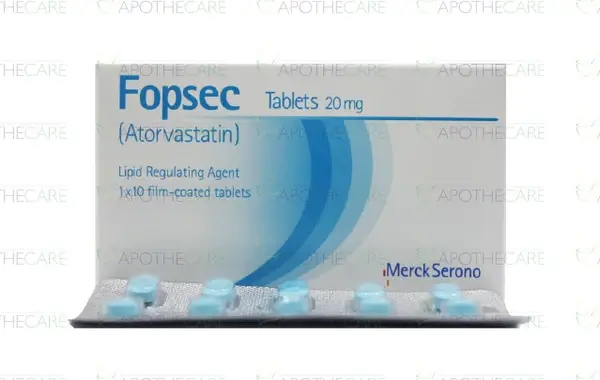 Fopsec Tablets 20 mg
(Atorvastatin)
Lipid Regulating Agent
1x10 film-coated tablets
Merck Serono
APOTHECARE